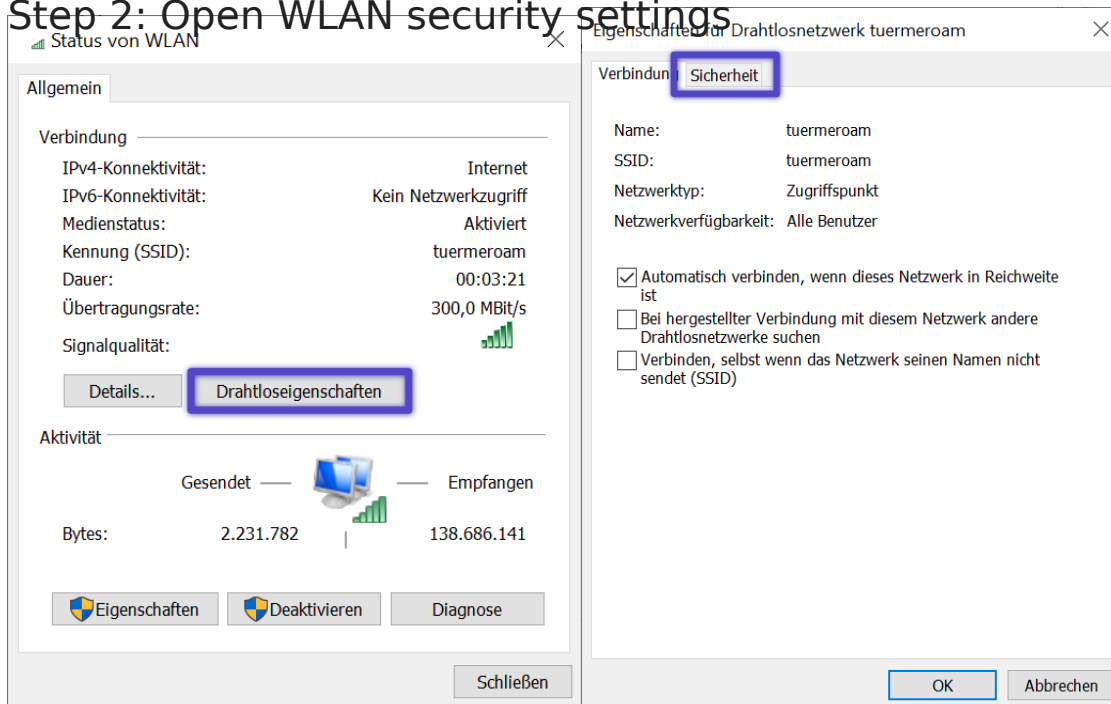 Step 2: Open WLAN security settings
Status von WLAN
Allgemein
Verbindung
IPv4-Konnektivität: Internet
IPv6-Konnektivität: Kein Netzwerkzugriff
Medienstatus: Aktiviert
Kennung (SSID): tuermeroam
Dauer: 00:03:21
Übertragungsrate: 300,0 MBit/s
Signalqualität:
Details... Drahtloseigenschaften
Aktivität
Gesendet Empfangen
Bytes: 2.231.782 138.686.141
Eigenschaften Deaktivieren Diagnose
Schließen
Eigenschaften für Drahtlosnetzwerk tuermeroam
Verbindung Sicherheit
Name: tuermeroam
SSID: tuermeroam
Netzwerktyp: Zugriffspunkt
Netzwerkverfügbarkeit: Alle Benutzer
Automatisch verbinden, wenn dieses Netzwerk in Reichweite
ist
Bei hergestellter Verbindung mit diesem Netzwerk andere
Drahtlosnetzwerke suchen
Verbinden, selbst wenn das Netzwerk seinen Namen nicht
sendet (SSID)
OK Abbrechen